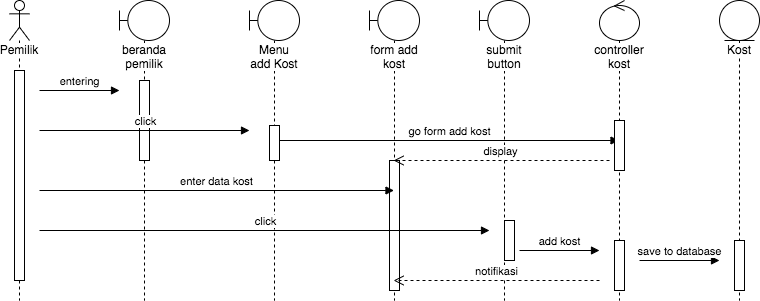 Pemilik
beranda
pemilik
Menu
add Kost
form add
kost
submit
button
controller
kost
Kost
entering
click
go form add kost
display
enter data kost
click
add kost
save to database
notifikasi